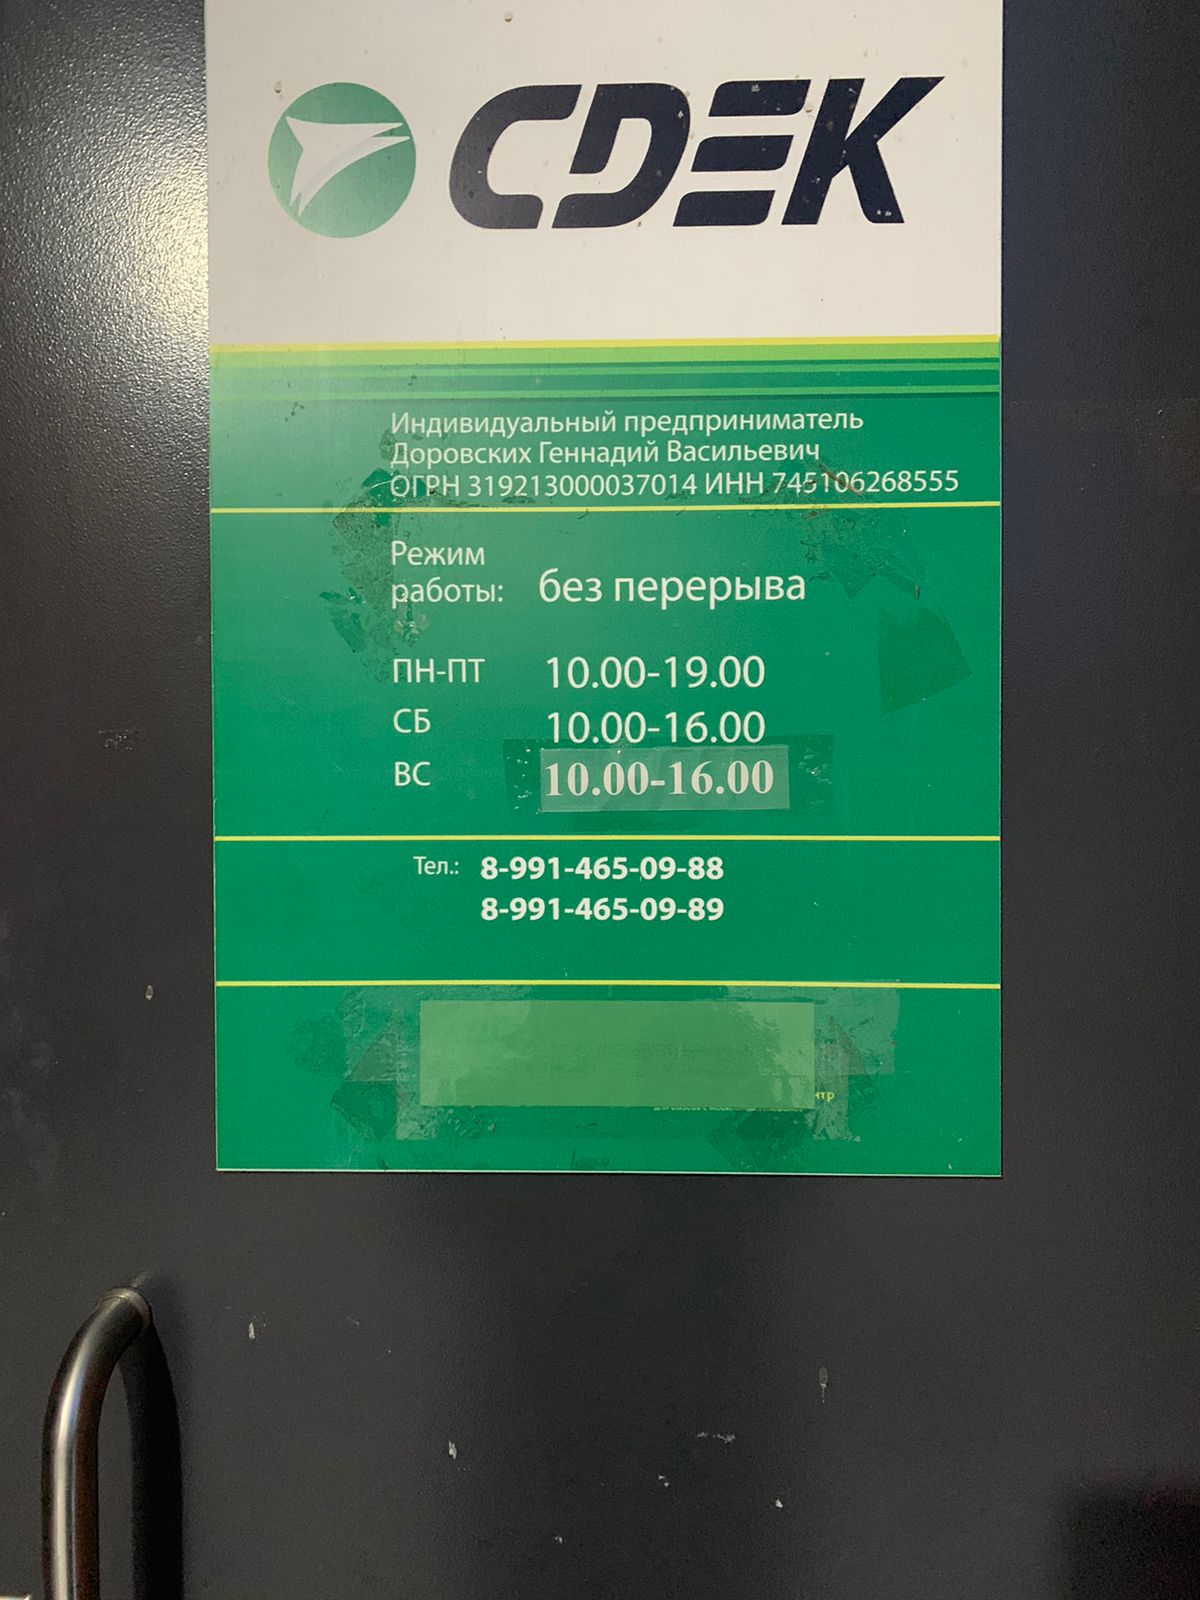 CDEK
Индивидуальный предприниматель
Доровских Геннадий Васильевич
ОГРН 319213000037014 ИНН 745106268555
Режим
работы: без перерыва
ПН-ПТ 10.00-19.00
СБ 10.00-16.00
ВС 10.00-16.00
Тел.: 8-991-465-09-88
8-991-465-09-89